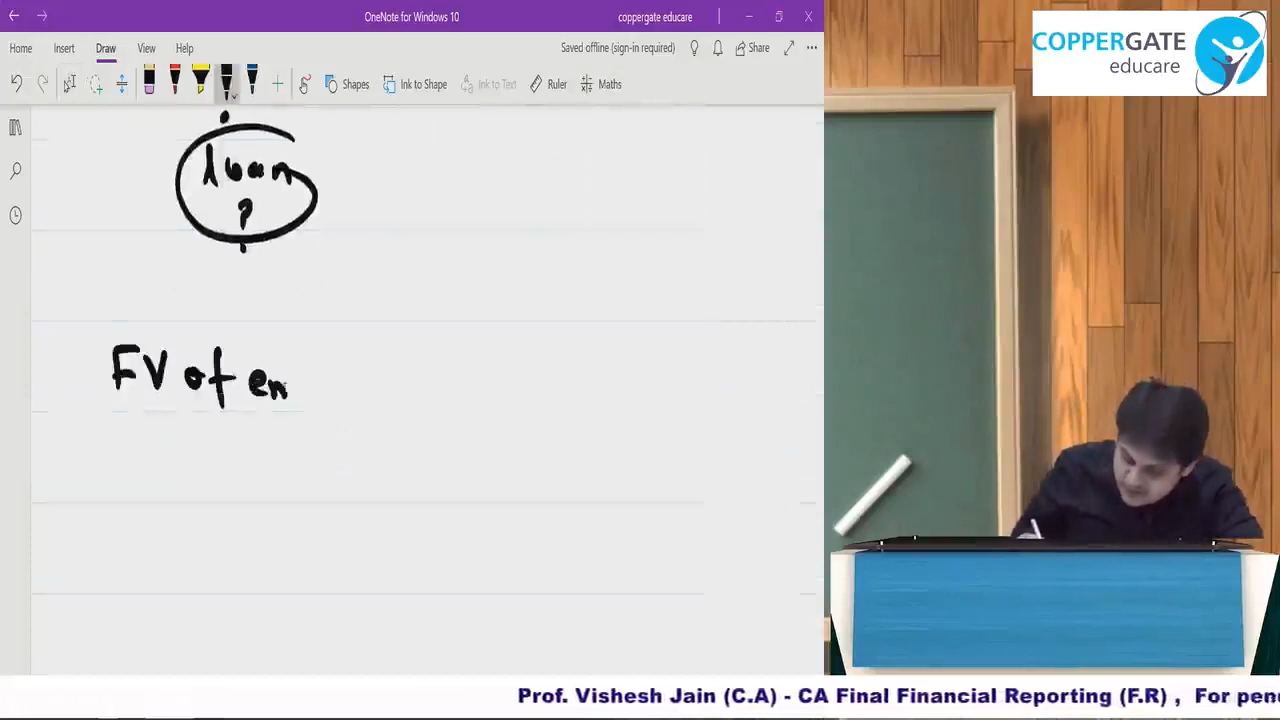 OneNote for Windows 10
coppergate educare
COPPERGATE
educare
Home Insert Draw View Help
Saved offline (sign-in required)
Share
Shapes
Ink to Shape
Ink to Text
Ruler
Maths
loan
?
FV of en
Prof. Vishesh Jain (C.A) - CA Final Financial Reporting (F.R) , For pend